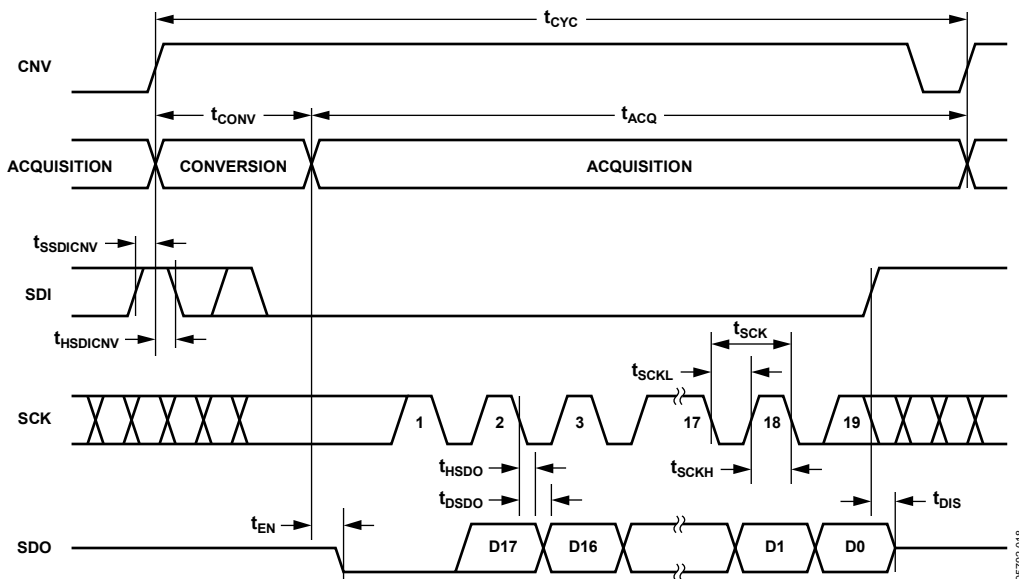 tCYC
CNV
tCONV
tACQ
ACQUISITION
CONVERSION
ACQUISITION
tSSDICNV
SDI
tHSDICNV
tSCK
tSCKL
SCK
1
2
3
17
18
19
tHSDO
tSCKH
tDSDO
tDIS
tEN
SDO
D17
D16
D1
D0